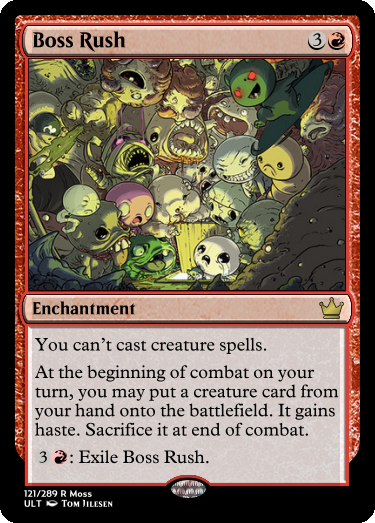 Boss Rush 3
Enchantment
You can't cast creature spells.
At the beginning of combat on your
turn, you may put a creature card from
your hand onto the battlefield. It gains
haste. Sacrifice it at end of combat.
3 : Exile Boss Rush.
121/289 R Moss
ULT Tom Jilesen